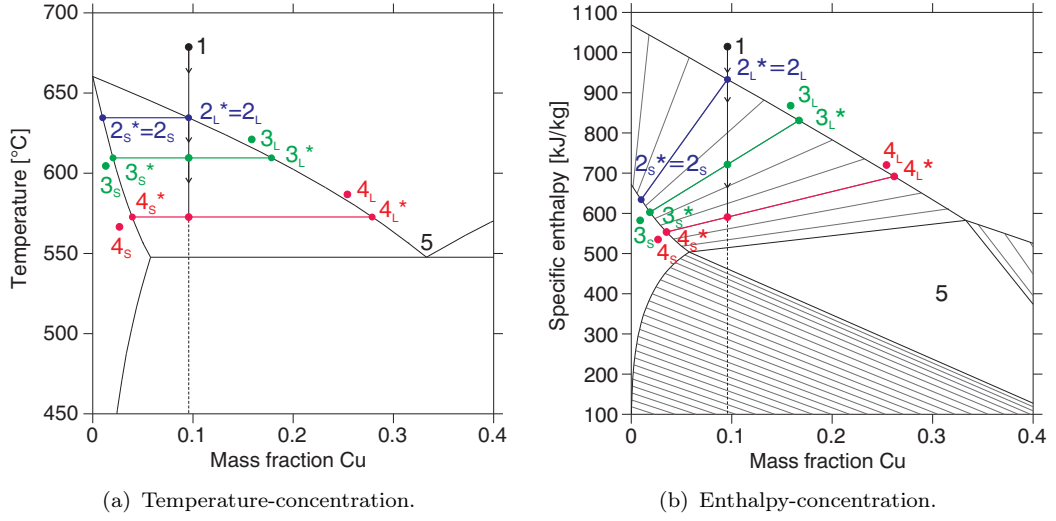 700
650
600
550
500
450
Temperature [°C]
0
0.1
0.2
0.3
0.4
Mass fraction Cu
1
2L*=2L
2S*=2S
3L
3L*
3S*
3S
4S*
4L
4L*
4S
5
(a) Temperature-concentration.
1100
1000
900
800
700
600
500
400
300
200
100
Specific enthalpy [kJ/kg]
0
0.1
0.2
0.3
0.4
Mass fraction Cu
1
2L*=2L
3L
3L*
2S*=2S
4L
4L*
3S*
3S
4S*
4S
5
(b) Enthalpy-concentration.